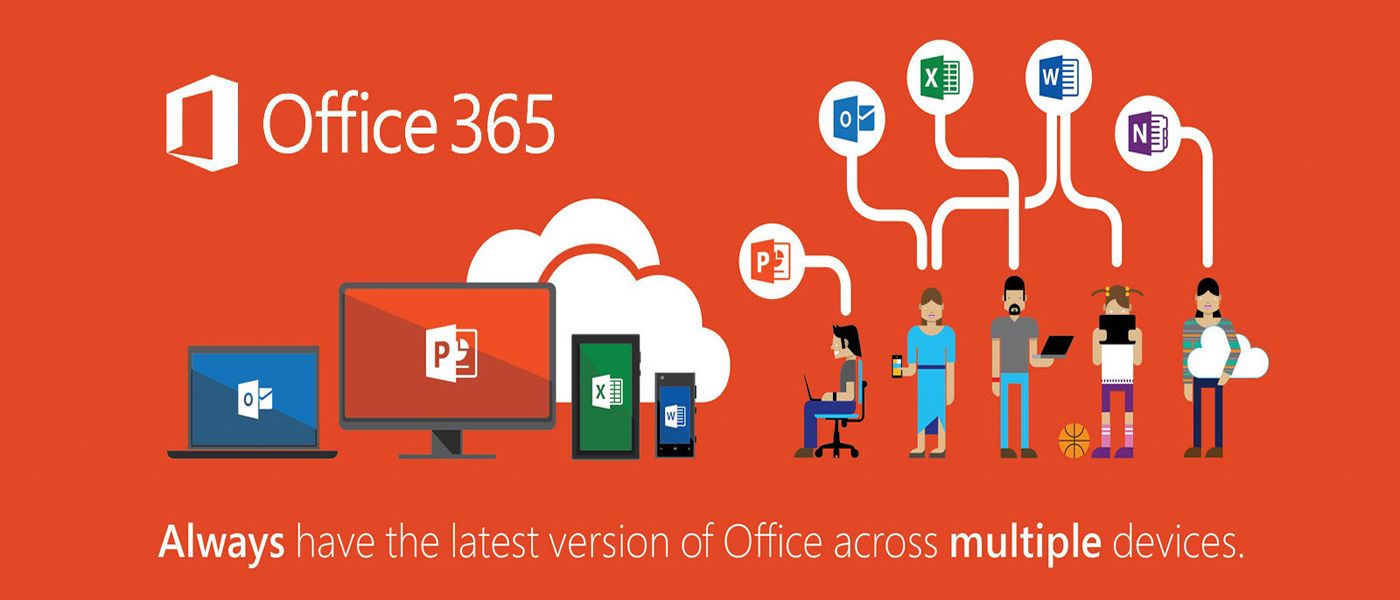 Office 365
O
X
W
N
P
O
P
X
W
Always have the latest version of Office across multiple devices.